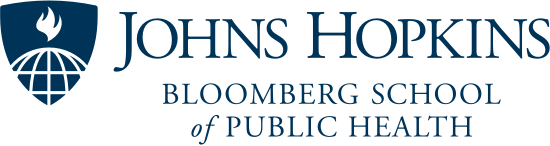 JOHNS HOPKINS
BLOOMBERG SCHOOL
of PUBLIC HEALTH